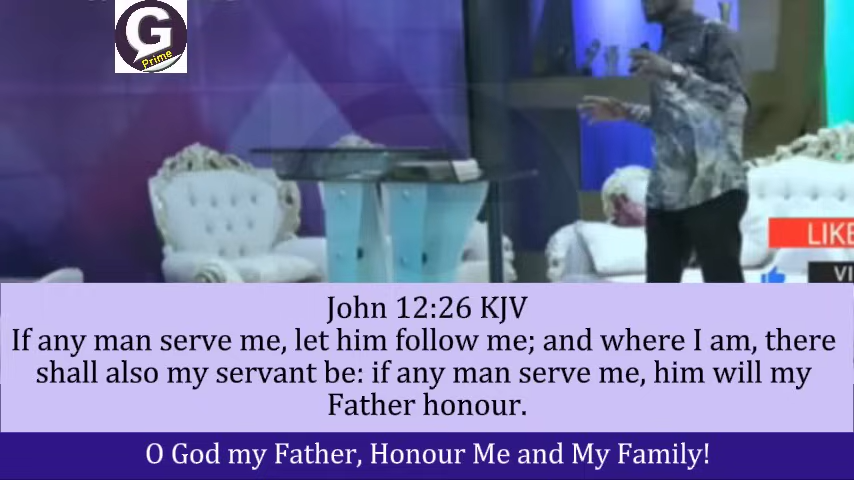 G
Prime
LIKE
VI
John 12:26 KJV
If any man serve me, let him follow me; and where I am, there
shall also my servant be: if any man serve me, him will my
Father honour.
O God my Father, Honour Me and My Family!